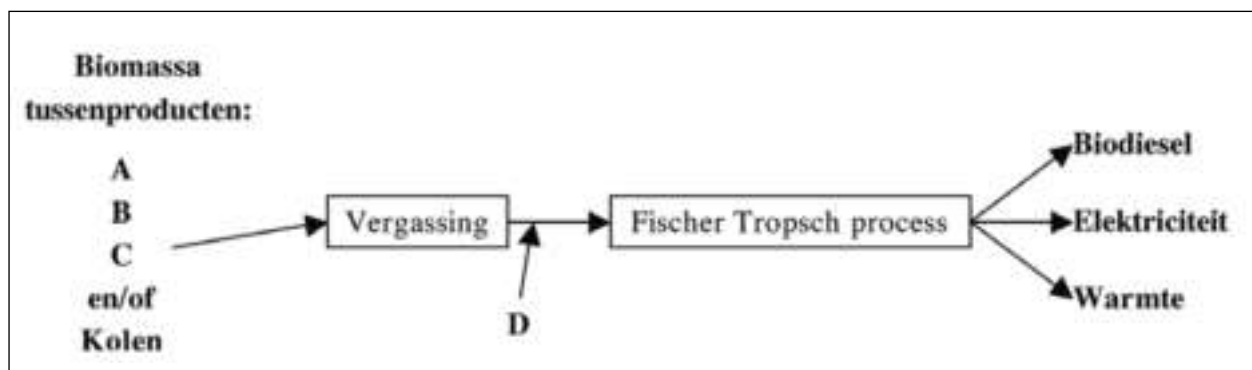 Biomassa
tussenproducten:
A
B
C
en/of
Kolen
Vergassing
D
Fischer Tropsch process
Biodiesel
Elektriciteit
Warmte